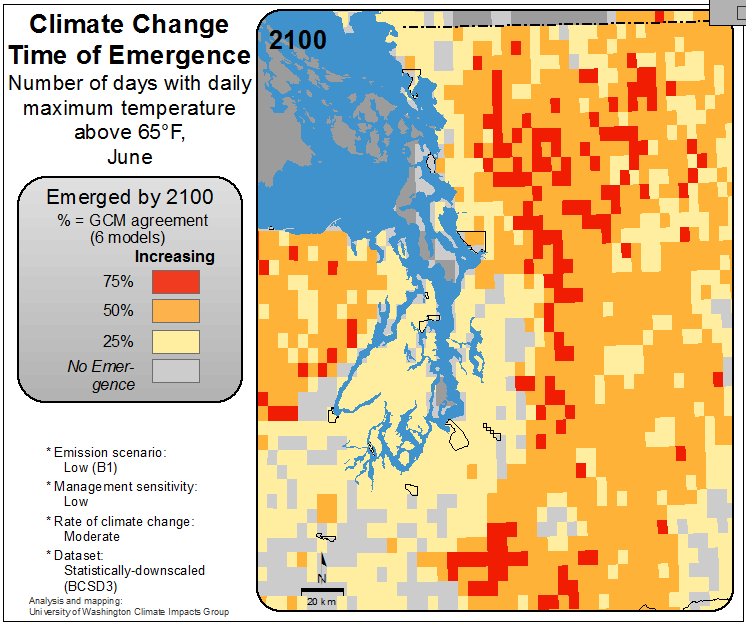 Climate Change
Time of Emergence
Number of days with daily
maximum temperature
above 65°F,
June
Emerged by 2100
% = GCM agreement
(6 models)
Increasing
75%
50%
25%
No Emer-
gence
* Emission scenario:
Low (B1)
* Management sensitivity:
Low
* Rate of climate change:
Moderate
* Dataset:
Statistically-downscaled
(BCSD3)
Analysis and mapping:
University of Washington Climate Impacts Group
2100
N
20 km